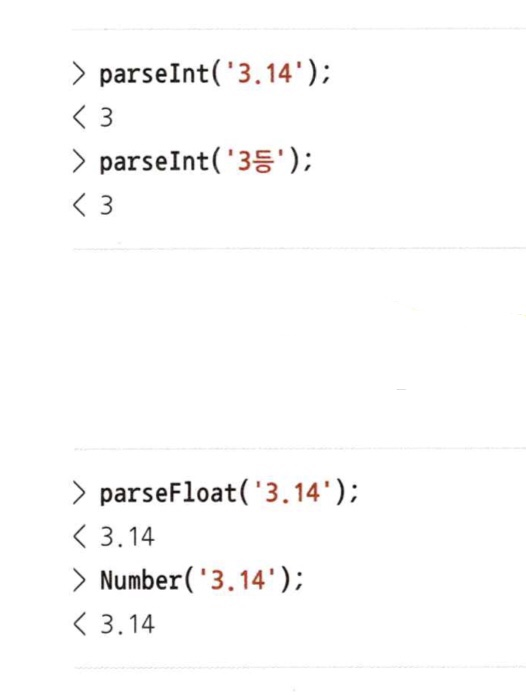 > parseInt('3.14');
< 3
> parseInt('3등');
< 3
> parseFloat('3.14');
< 3.14
> Number('3.14');
< 3.14